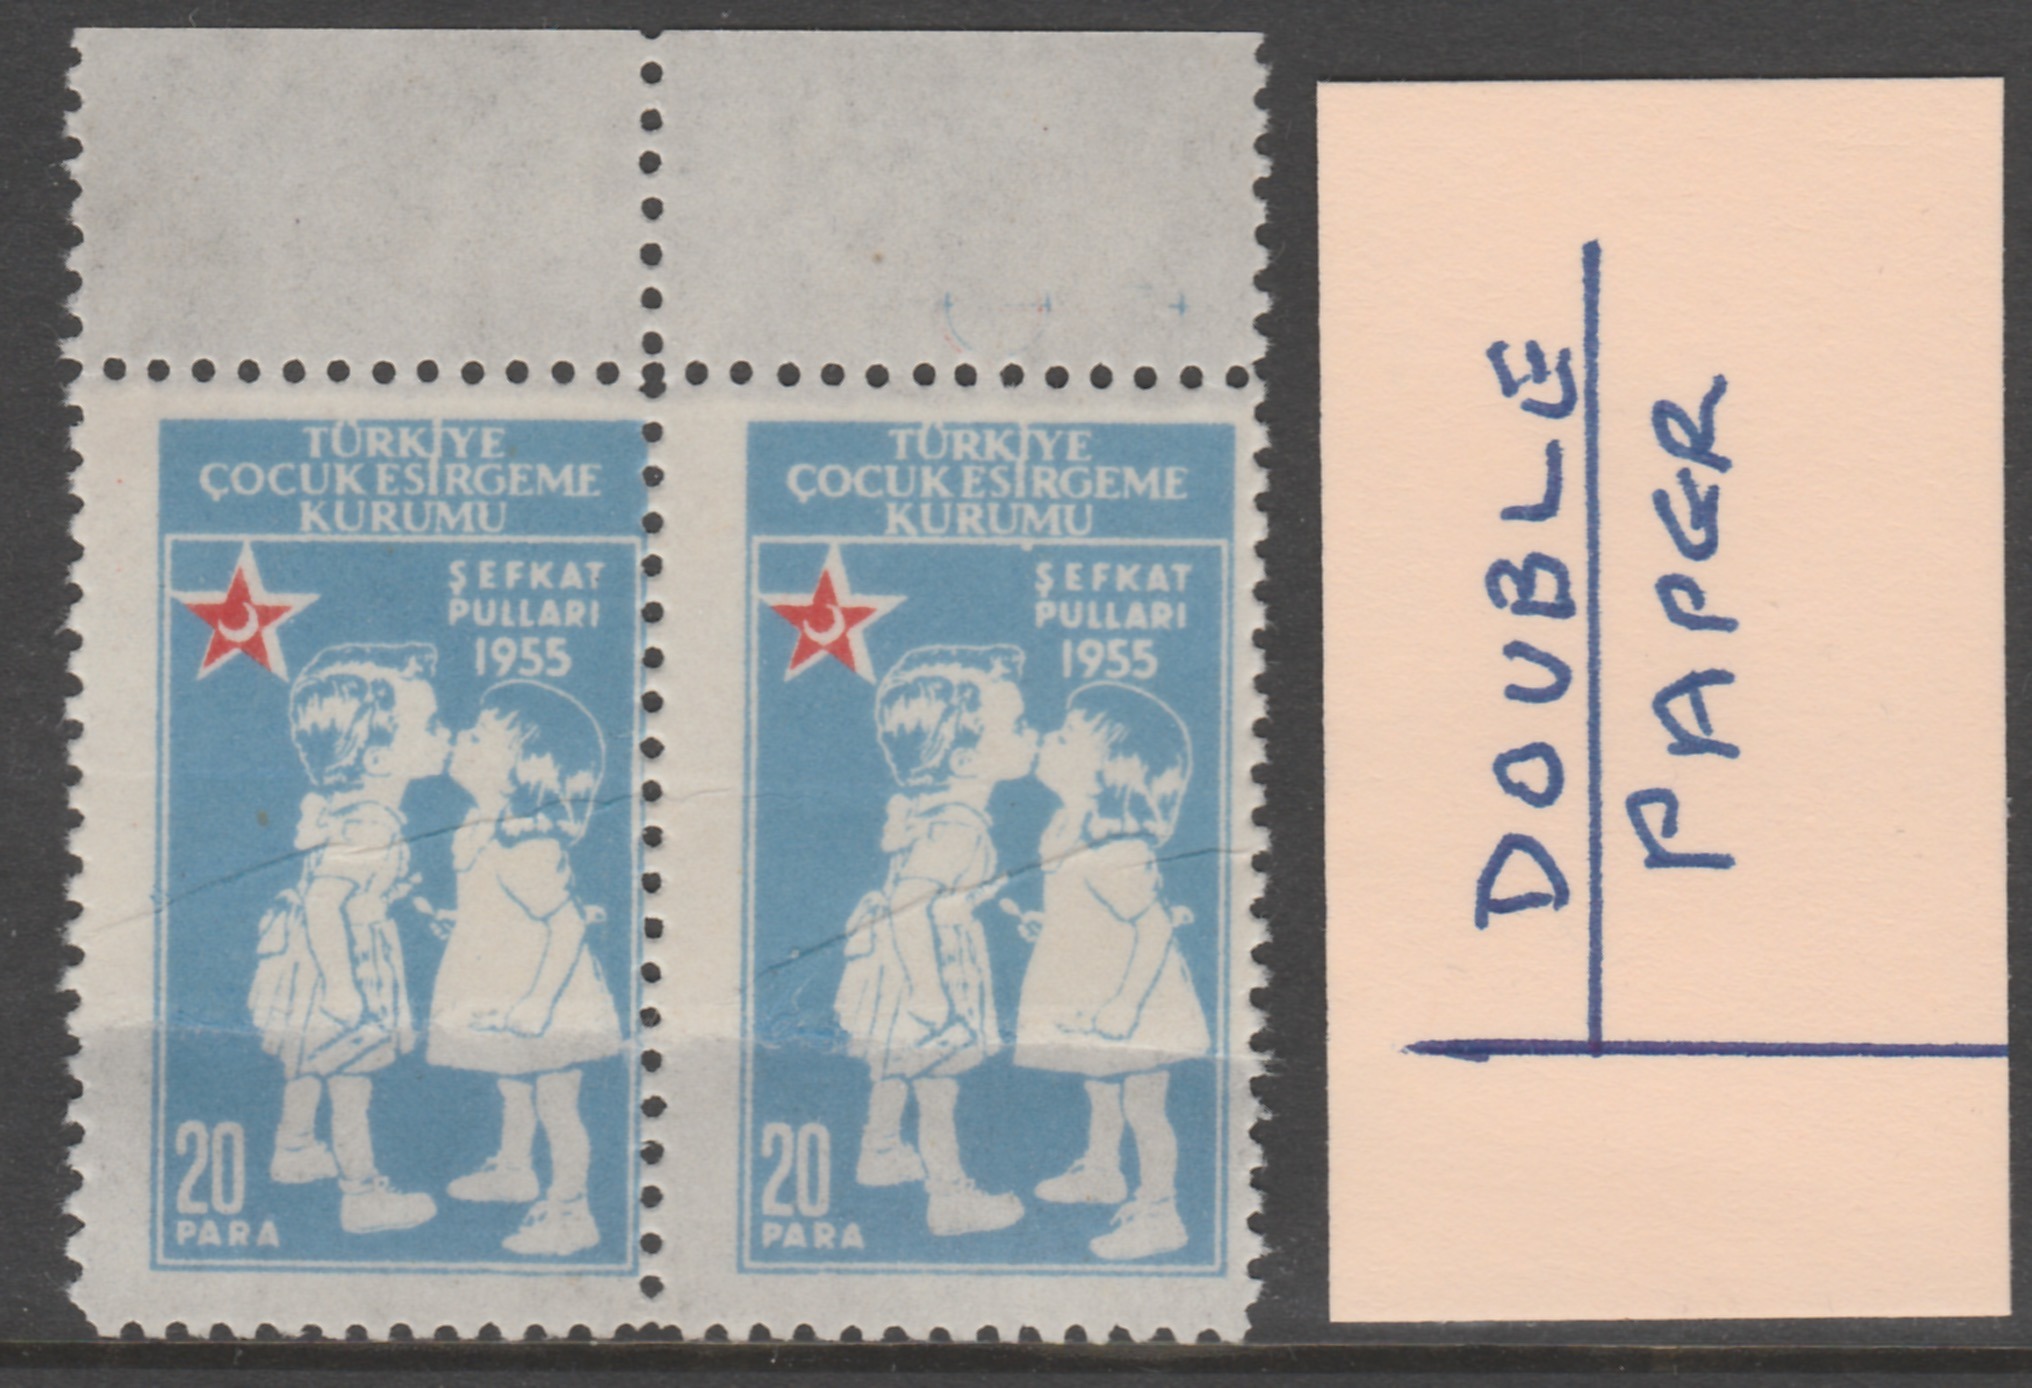 TÜRKİYE
ÇOCUK ESİRGEME
KURUMU
ŞEFKAT
PULLARI
1955
20
PARA
TÜRKİYE
ÇOCUK ESİRGEME
KURUMU
ŞEFKAT
PULLARI
1955
20
PARA
DOUBLE
PAPER